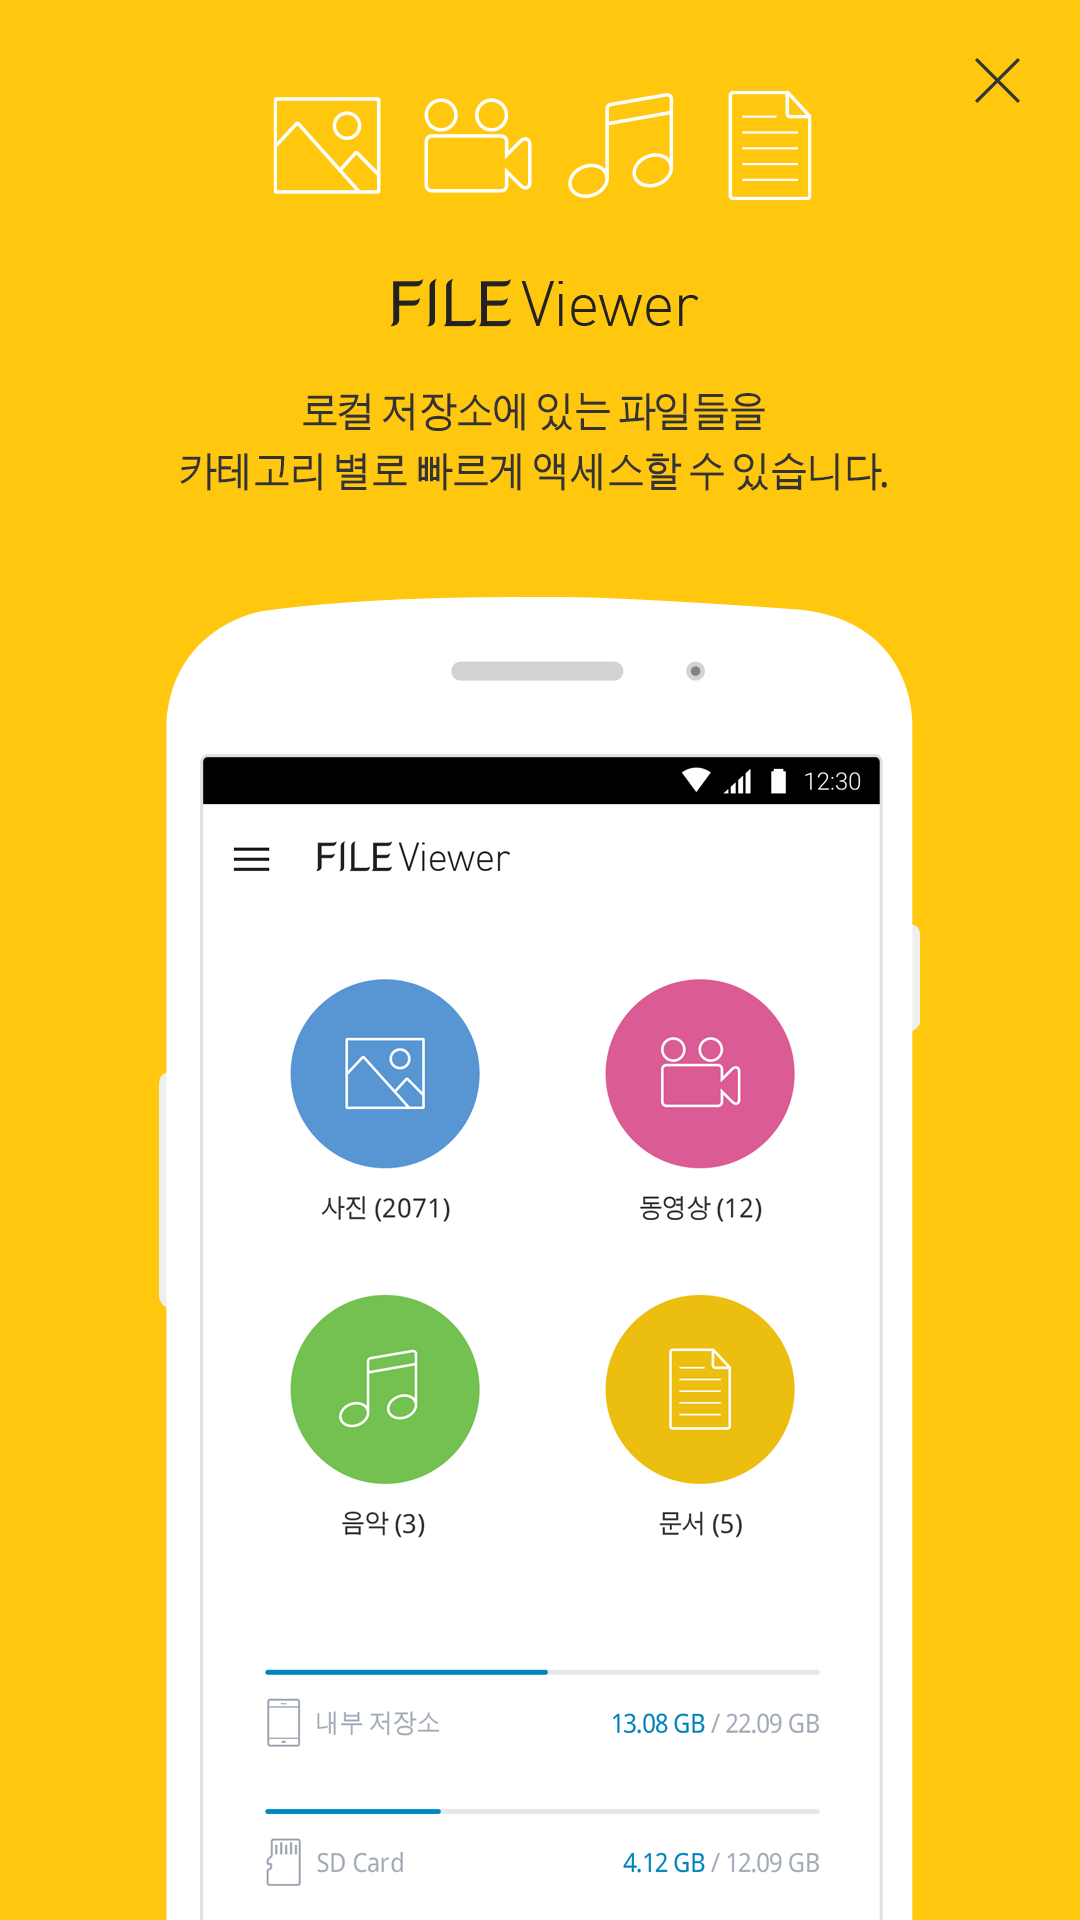 FILE Viewer
로컬 저장소에 있는 파일들을
카테고리 별로 빠르게 액세스할 수 있습니다.
12:30
FILE Viewer
사진 (2071)
동영상 (12)
음악 (3)
문서 (5)
내부 저장소
13.08 GB / 22.09 GB
SD Card
4.12 GB / 12.09 GB